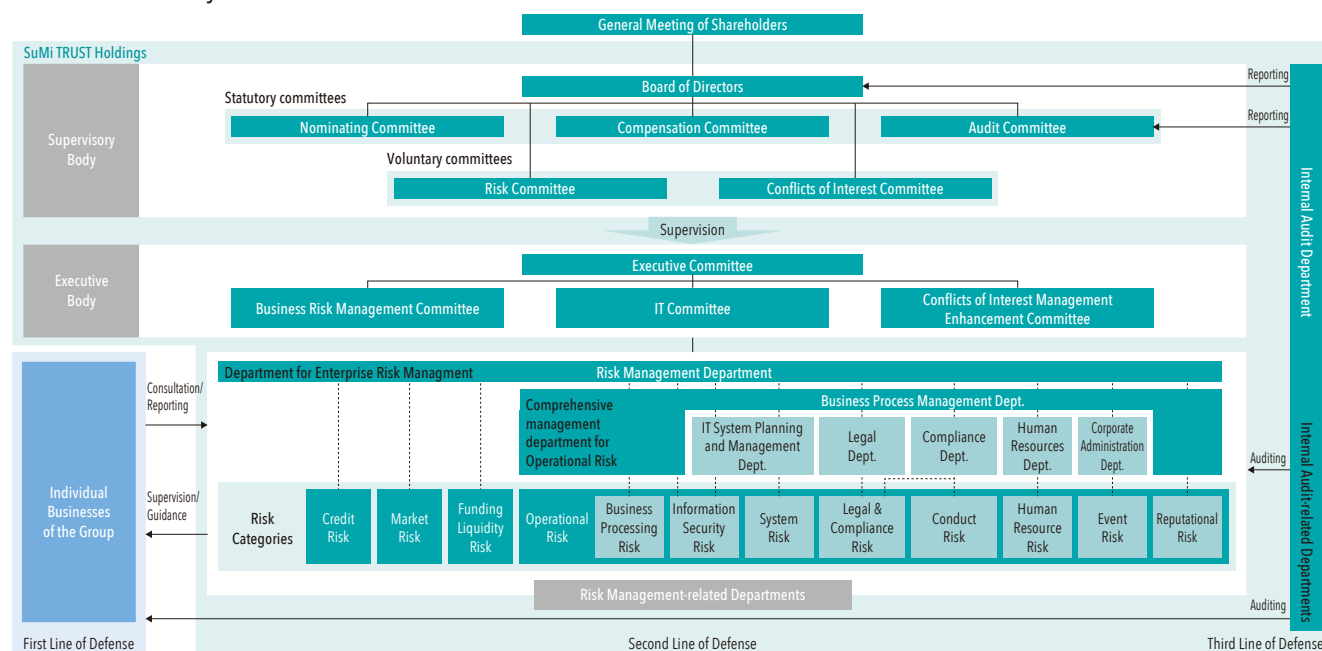 General Meeting of Shareholders
SuMi TRUST Holdings
Supervisory
Body
Board of Directors
Reporting
Statutory committees
Nominating Committee
Compensation Committee
Audit Committee
Reporting
Voluntary committees
Risk Committee
Conflicts of Interest Committee
Supervision
Internal Audit Department
Executive
Body
Executive Committee
Business Risk Management Committee
IT Committee
Conflicts of Interest Management
Enhancement Committee
Individual
Businesses
of the Group
Consultation/
Reporting
Supervision/
Guidance
Department for Enterprise Risk Managment
Risk Management Department
Comprehensive
management
department for
Operational Risk
Business Process Management Dept.
IT System Planning
and Management
Dept.
Legal
Dept.
Compliance
Dept.
Human
Resources
Dept.
Corporate
Administration
Dept.
Auditing
Internal Audit-related Departments
Risk
Categories
Credit
Risk
Market
Risk
Funding
Liquidity
Risk
Operational
Risk
Business
Processing
Risk
Information
Security
Risk
System
Risk
Legal &
Compliance
Risk
Conduct
Risk
Human
Resource
Risk
Event
Risk
Reputational
Risk
Risk Management-related Departments
Auditing
First Line of Defense
Second Line of Defense
Third Line of Defense